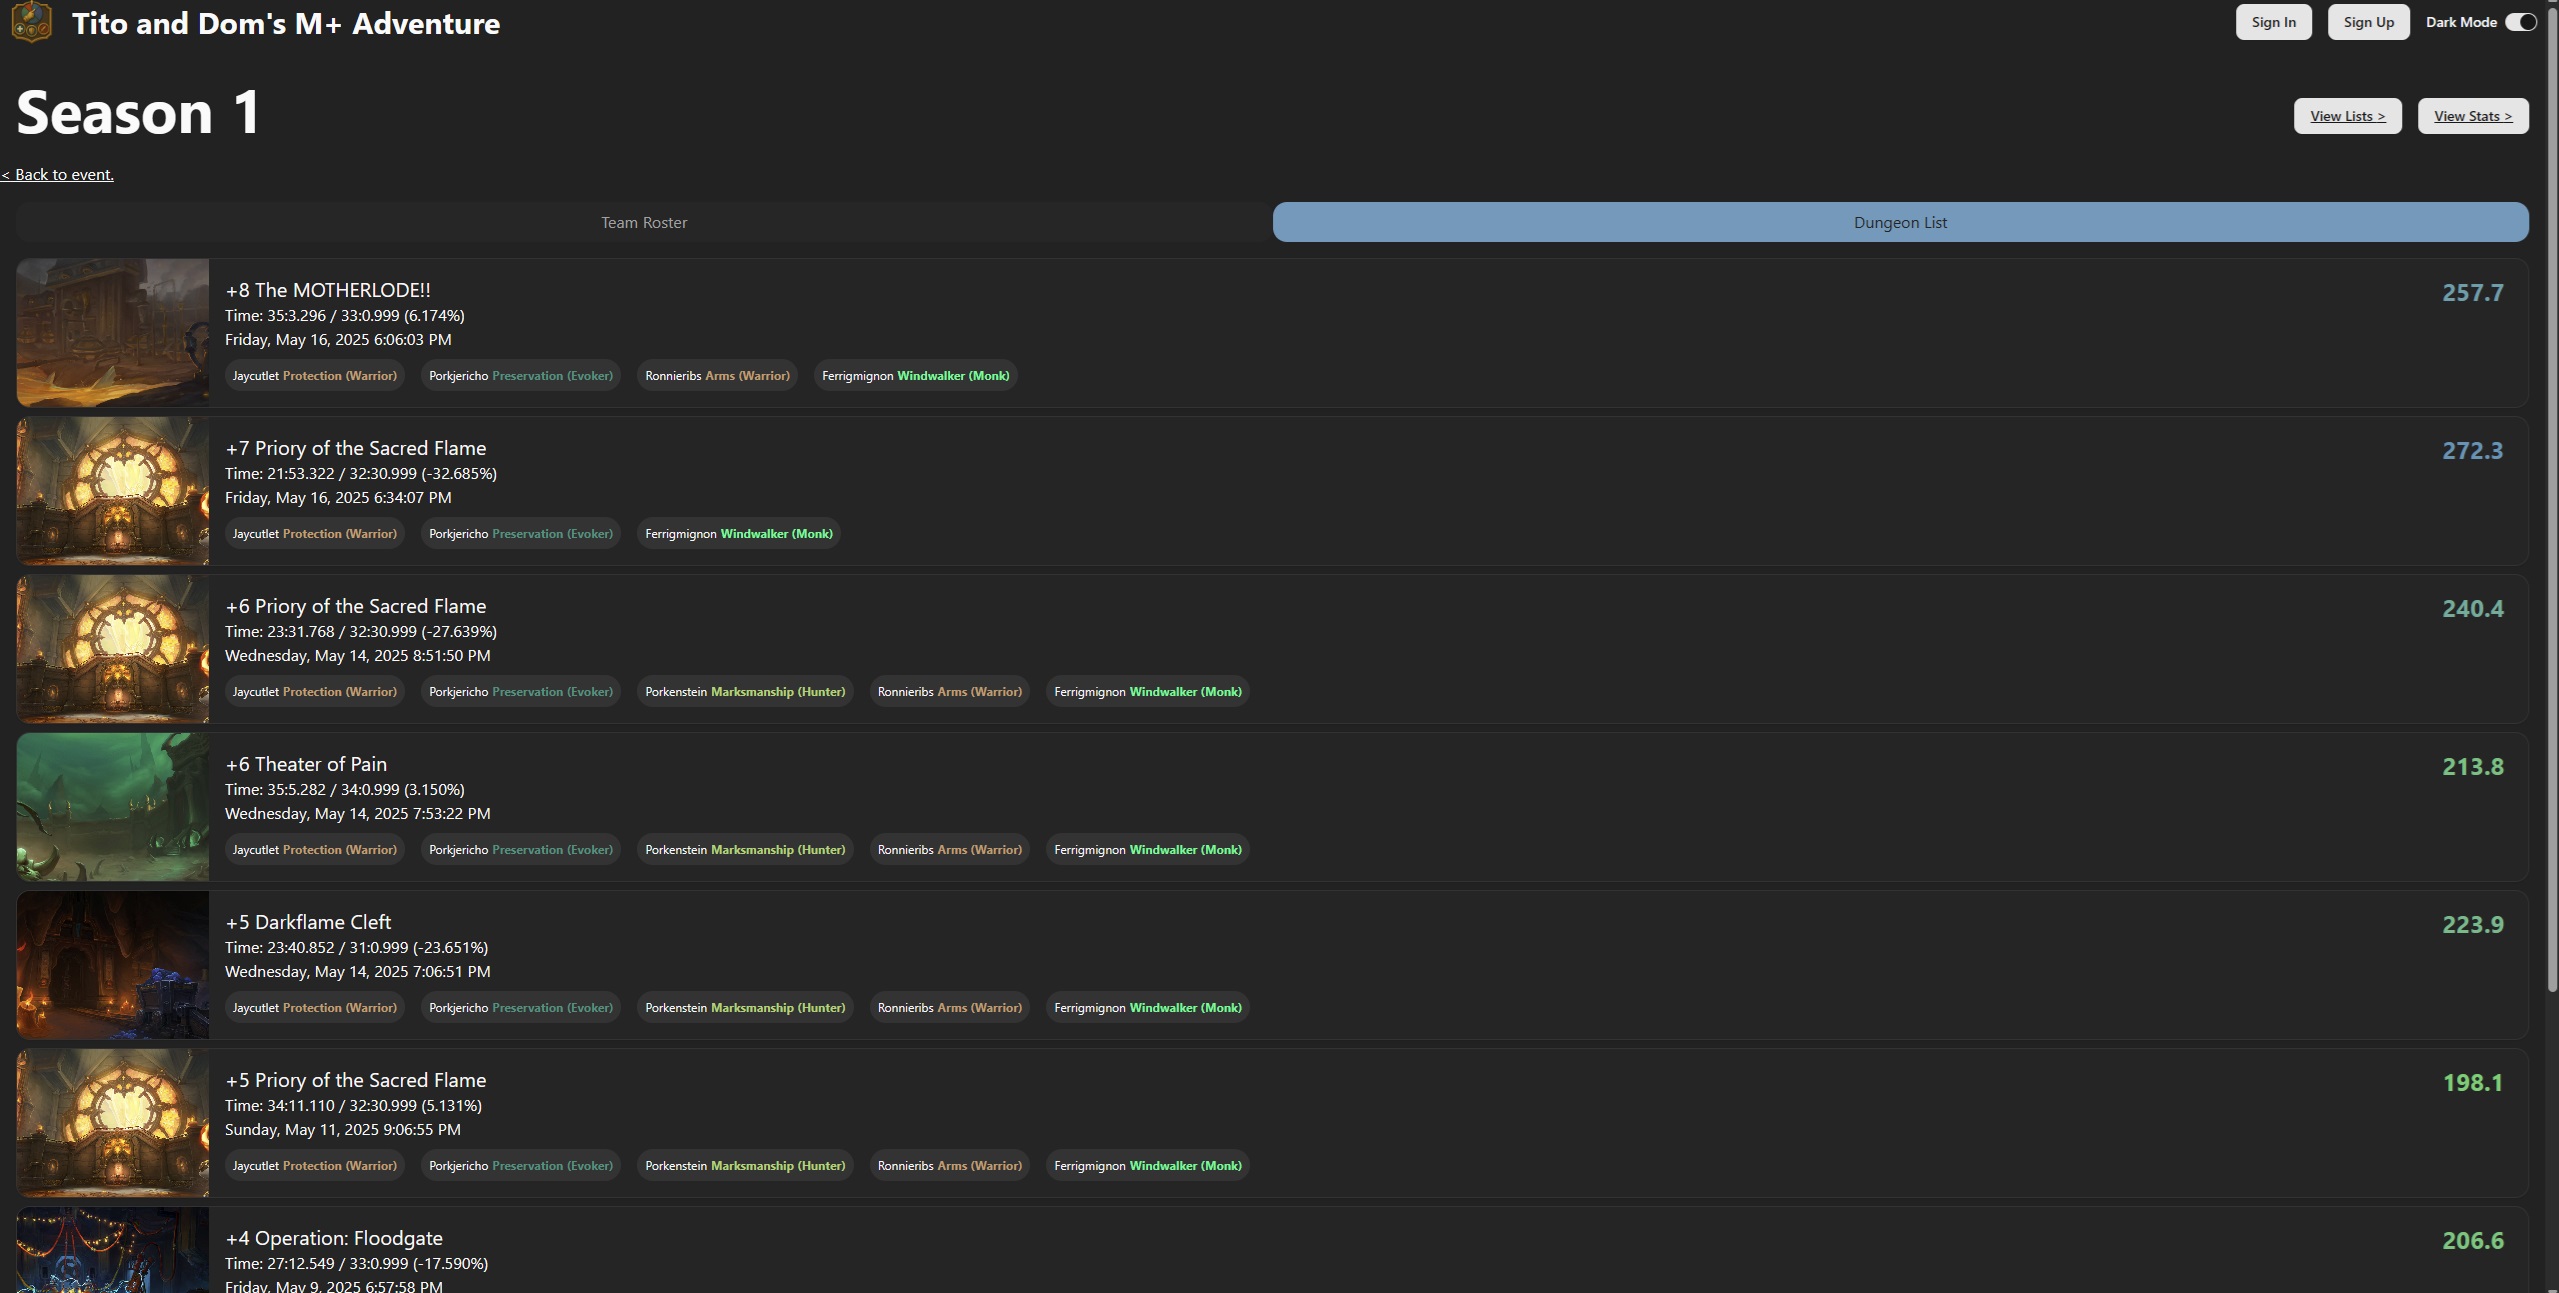 Tito and Dom's M+ Adventure
Sign In
Sign Up
Dark Mode
Season 1
View Lists >
View Stats >
< Back to event.
Team Roster
Dungeon List
+8 The MOTHERLODE!!
257.7
Time: 35:3.296 / 33:0.999 (6.174%)
Friday, May 16, 2025 6:06:03 PM
Jaycutlet Protection (Warrior)
Porkjericho Preservation (Evoker)
Ronnieribs Arms (Warrior)
Ferrigmignon Windwalker (Monk)
+7 Priory of the Sacred Flame
272.3
Time: 21:53.322 / 32:30.999 (-32.685%)
Friday, May 16, 2025 6:34:07 PM
Jaycutlet Protection (Warrior)
Porkjericho Preservation (Evoker)
Ferrigmignon Windwalker (Monk)
+6 Priory of the Sacred Flame
240.4
Time: 23:31.768 / 32:30.999 (-27.639%)
Wednesday, May 14, 2025 8:51:50 PM
Jaycutlet Protection (Warrior)
Porkjericho Preservation (Evoker)
Porkenstein Marksmanship (Hunter)
Ronnieribs Arms (Warrior)
Ferrigmignon Windwalker (Monk)
+6 Theater of Pain
213.8
Time: 35:5.282 / 34:0.999 (3.150%)
Wednesday, May 14, 2025 7:53:22 PM
Jaycutlet Protection (Warrior)
Porkjericho Preservation (Evoker)
Porkenstein Marksmanship (Hunter)
Ronnieribs Arms (Warrior)
Ferrigmignon Windwalker (Monk)
+5 Darkflame Cleft
223.9
Time: 23:40.852 / 31:0.999 (-23.651%)
Wednesday, May 14, 2025 7:06:51 PM
Jaycutlet Protection (Warrior)
Porkjericho Preservation (Evoker)
Porkenstein Marksmanship (Hunter)
Ronnieribs Arms (Warrior)
Ferrigmignon Windwalker (Monk)
+5 Priory of the Sacred Flame
198.1
Time: 34:11.110 / 32:30.999 (5.131%)
Sunday, May 11, 2025 9:06:55 PM
Jaycutlet Protection (Warrior)
Porkjericho Preservation (Evoker)
Porkenstein Marksmanship (Hunter)
Ronnieribs Arms (Warrior)
Ferrigmignon Windwalker (Monk)
+4 Operation: Floodgate
206.6
Time: 27:12.549 / 33:0.999 (-17.590%)
Friday, May 9, 2025 6:57:58 PM